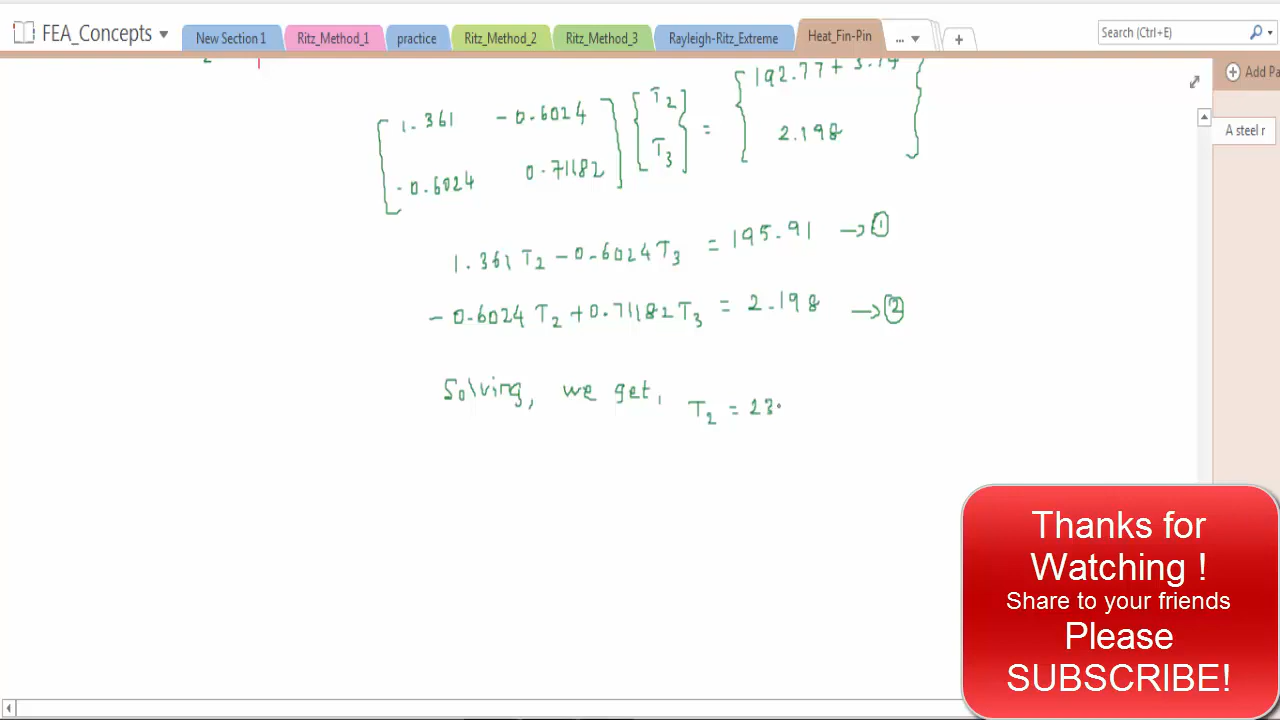 FEA_Concepts
New Section 1
Ritz_Method_1
practice
Ritz_Method_2
Ritz_Method_3
Rayleigh-Ritz_Extreme
Heat_Fin-Pin
...
+
Search (Ctrl+E)
Add Pa
A steel r
2
192.77 +
1.361 -0.6024 T2 =
2.198
-0.6024 0.71182 T3
1.361 T2 - 0.6024 T3 = 195.91 → ①
- 0.6024 T2 + 0.71182 T3 = 2.198 → ②
Solving, we get, T2 = 23.
Thanks for
Watching !
Share to your friends
Please
SUBSCRIBE!